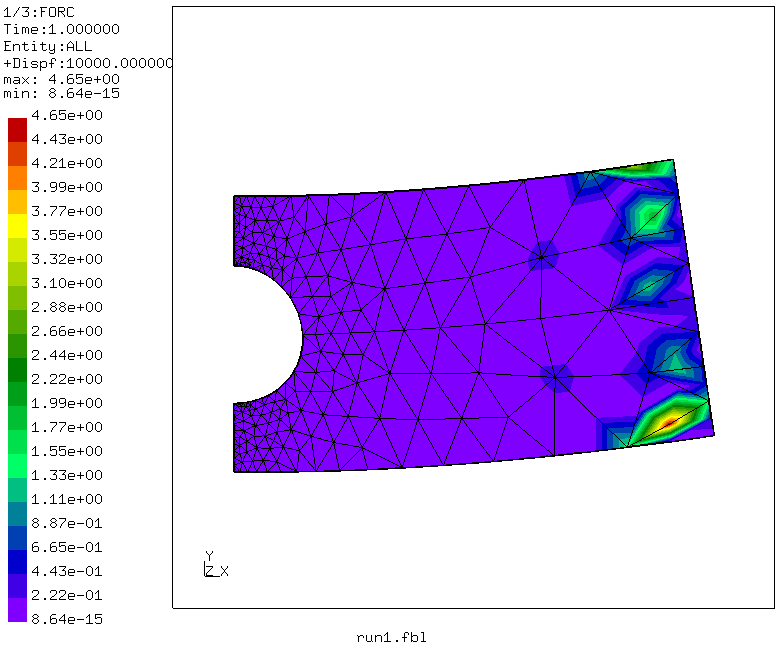 1/3:FORC
Time:1.000000
Entity:ALL
+Dispf:10000.000000
max: 4.65e+00
min: 8.64e-15
4.65e+00
4.43e+00
4.21e+00
3.99e+00
3.77e+00
3.55e+00
3.32e+00
3.10e+00
2.88e+00
2.66e+00
2.44e+00
2.22e+00
1.99e+00
1.77e+00
1.55e+00
1.33e+00
1.11e+00
8.87e-01
6.65e-01
4.43e-01
2.22e-01
8.64e-15
Y
Z X
run1.fbl